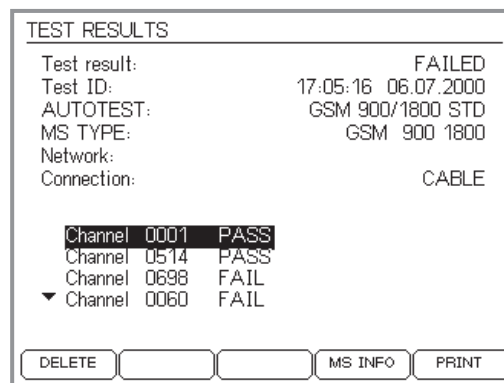 TEST RESULTS
Test result: FAILED
Test ID: 17:05:16 06.07.2000
AUTOTEST: GSM 900/1800 STD
MS TYPE: GSM 900 1800
Network:
Connection: CABLE
Channel 0001 PASS
Channel 0514 PASS
Channel 0698 FAIL
Channel 0060 FAIL
DELETE MS INFO PRINT